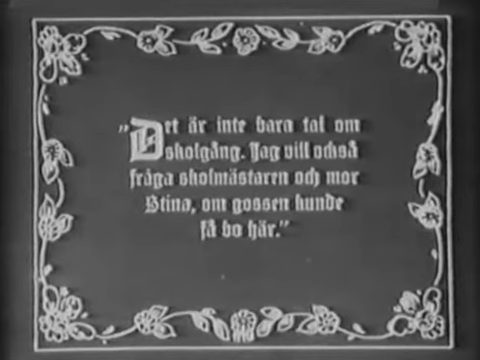 „Det är inte bara tal om
skolgång. Jag vill också
fråga skolmästaren och mor
Stina, om gossen kunde
få bo här.”